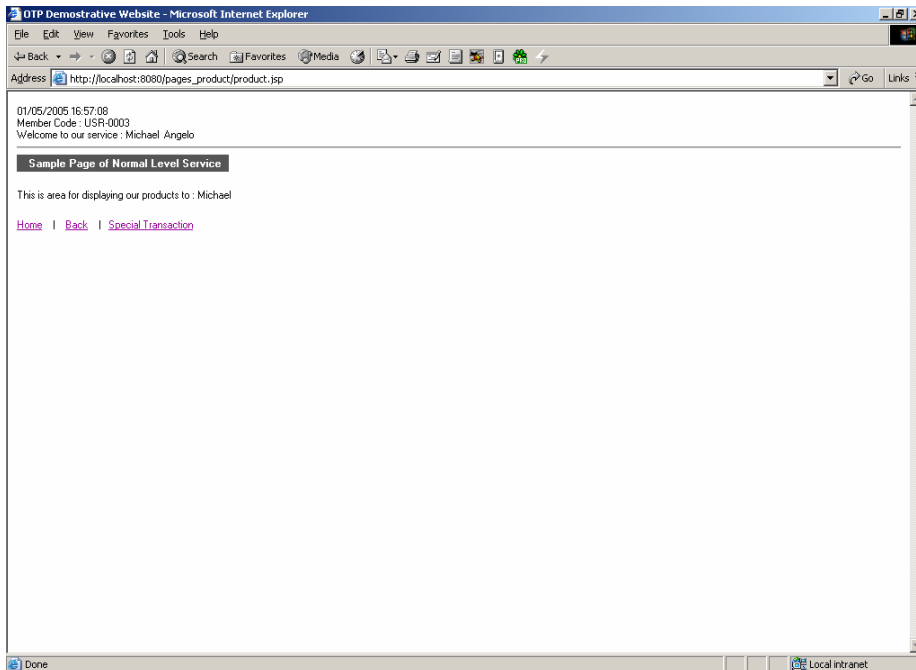 OTP Demostrative Website - Microsoft Internet Explorer
File Edit View Favorites Tools Help
Back Search Favorites Media
Address http://localhost:8080/pages_product/product.jsp Go Links
01/05/2005 16:57:08
Member Code : USR-0003
Welcome to our service : Michael Angelo
Sample Page of Normal Level Service
This is area for displaying our products to : Michael
Home | Back | Special Transaction
Done Local intranet